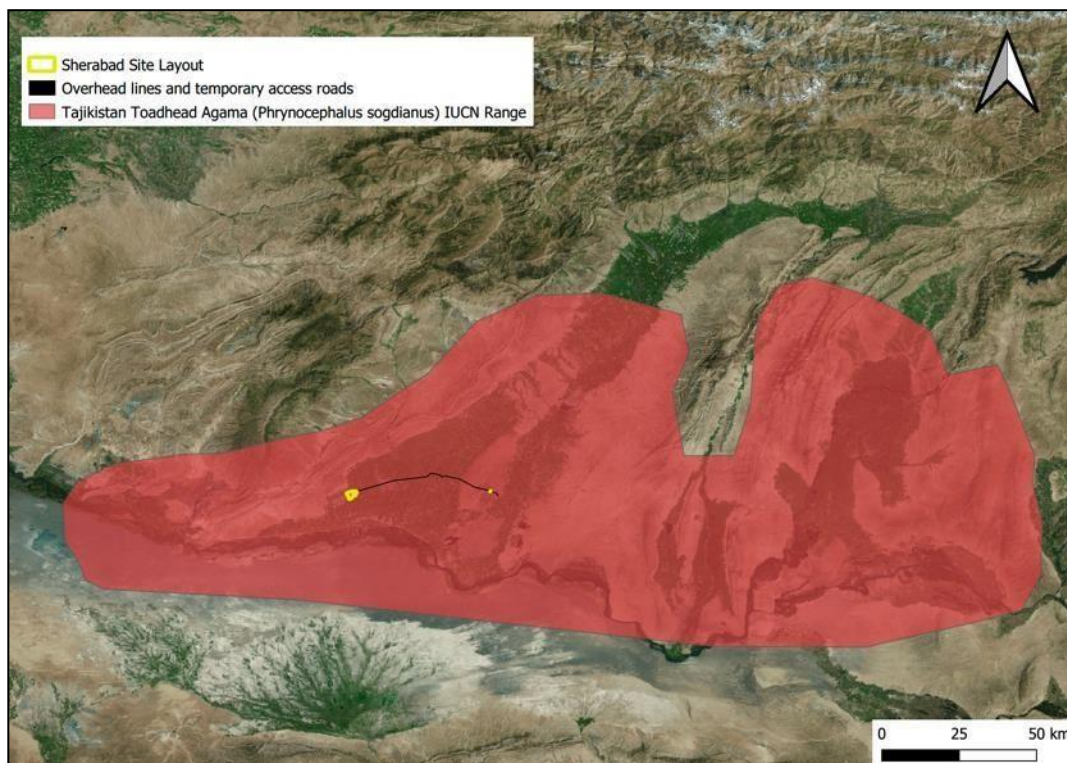 Sherabad Site Layout
Overhead lines and temporary access roads
Tajikistan Toadhead Agama (Phrynocephalus sogdianus) IUCN Range
0 25 50 km